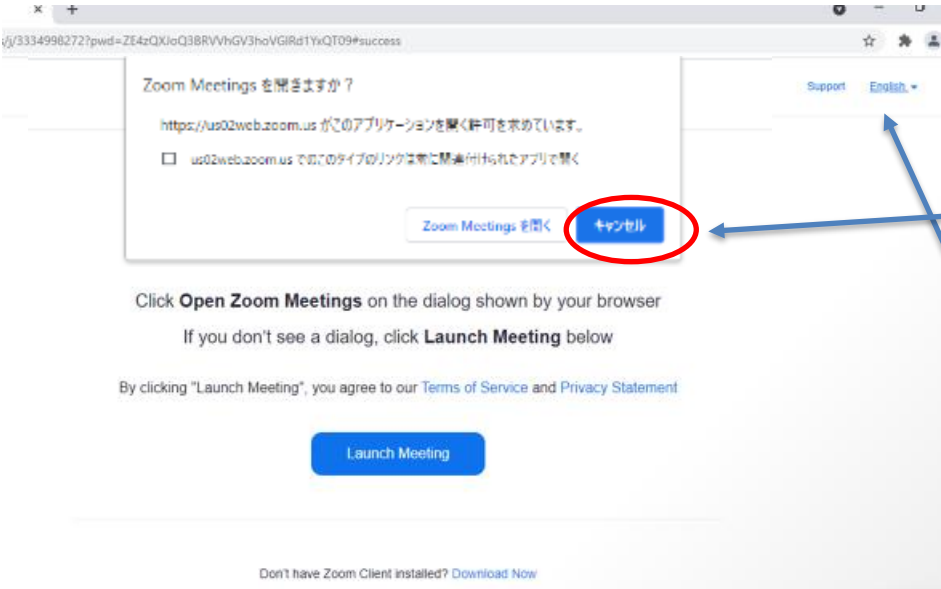 /j/3334998272?pwd=ZE4zQXJoQ3BRVVhGV3hoVGlRd1YxQT09#success
Zoom Meetings を開きますか？
Support English
https://us02web.zoom.us がこのアプリケーションを開く許可を求めています。
us02web.zoom.us でのこのタイプのリンクは常に関連付けられたアプリで開く
Zoom Meetings を開く キャンセル
Click Open Zoom Meetings on the dialog shown by your browser
If you don't see a dialog, click Launch Meeting below
By clicking "Launch Meeting", you agree to our Terms of Service and Privacy Statement
Launch Meeting
Don't have Zoom Client installed? Download Now